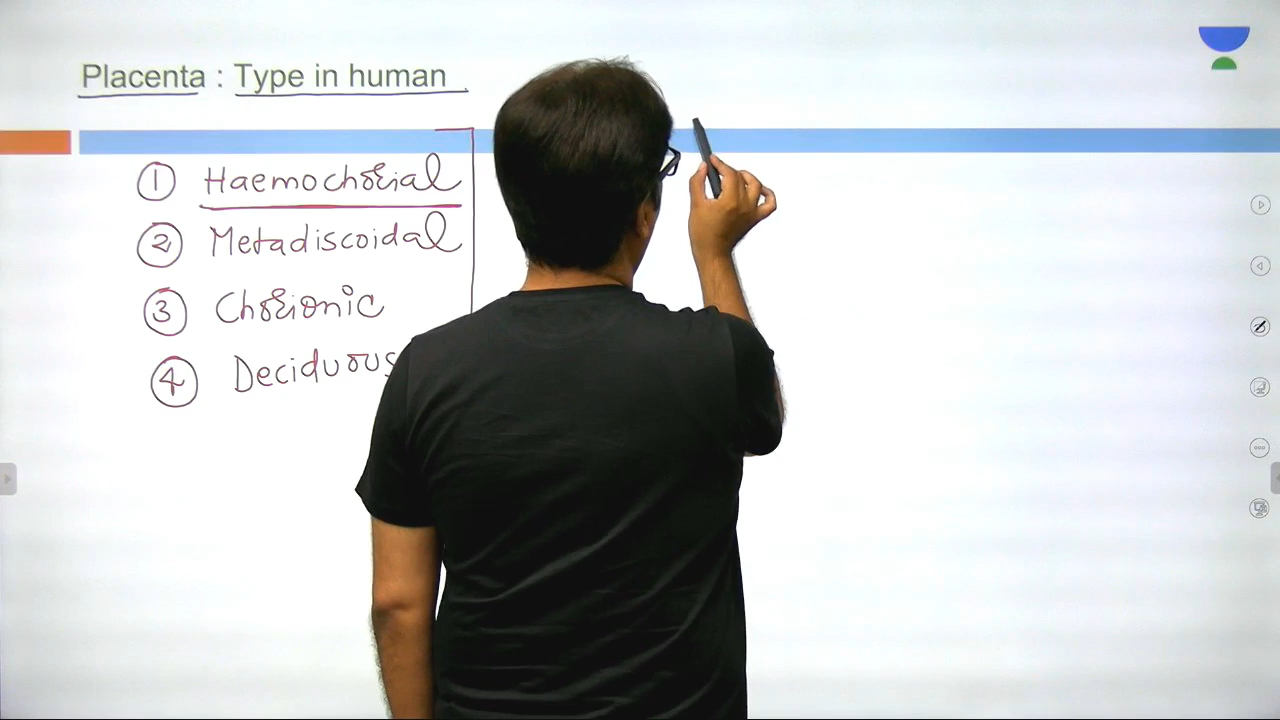 Placenta : Type in human
1 Haemochorial
2 Metadiscoidal
3 Chorionic
4 Deciduous